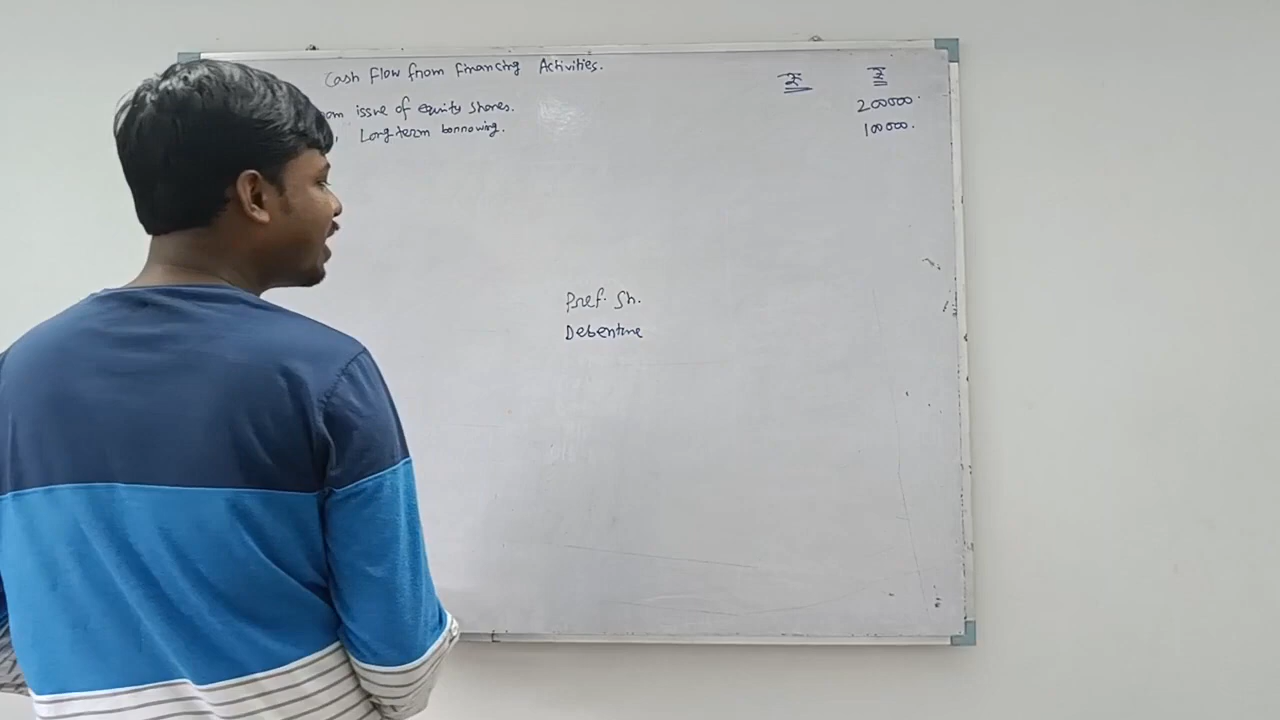 Cash Flow from Financing Activities.
₹ ₹
om issue of equity shares. 200000.
Long term borrowing. 100000.
Pref. Sh.
Debenture